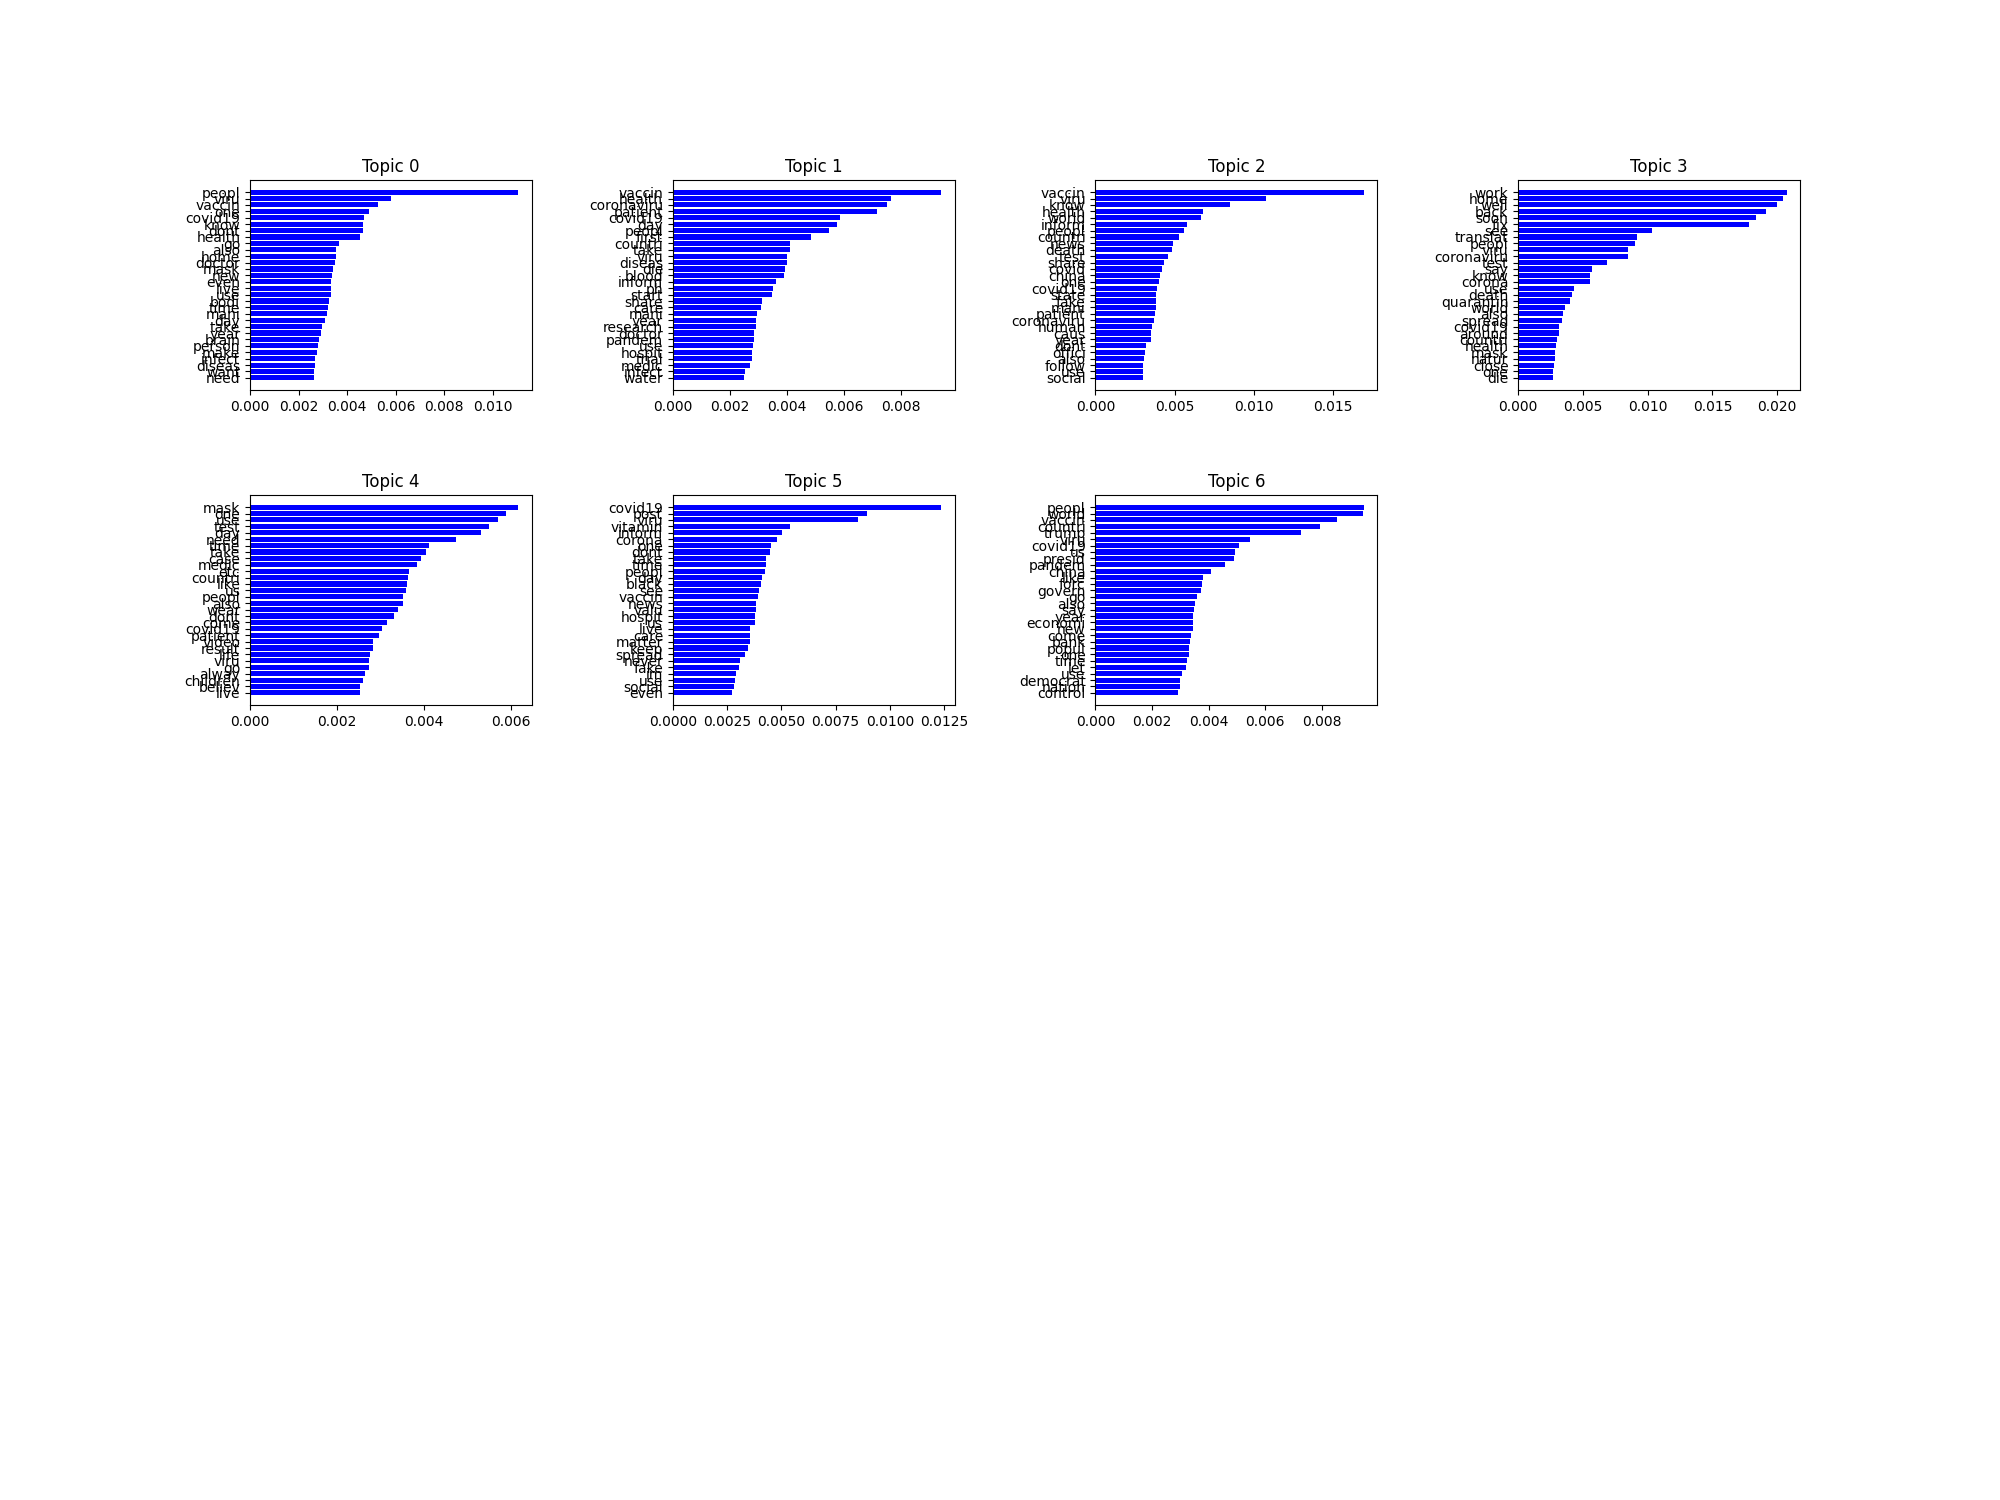 Topic 0
peopl
viru
vaccin
one
covid19
know
dont
health
go
also
home
doctor
mask
new
even
live
use
bodi
time
mani
day
take
year
brain
person
make
infect
diseas
want
need
0.000 0.002 0.004 0.006 0.008 0.010
Topic 1
vaccin
health
coronaviru
patient
covid19
day
peopl
first
countri
take
viru
diseas
die
blood
inform
ph
start
share
care
mani
year
research
doctor
pandem
use
hospit
trial
medic
infect
water
0.000 0.002 0.004 0.006 0.008
Topic 2
vaccin
viru
know
health
world
inform
peopl
countri
news
death
test
share
covid
china
one
covid19
state
fake
mani
patient
coronaviru
human
caus
year
dont
offici
also
follow
use
social
0.000 0.005 0.010 0.015
Topic 3
work
home
well
back
soon
fix
see
translat
peopl
viru
coronaviru
test
say
know
corona
use
death
quarantin
world
also
spread
covid19
around
countri
health
mask
natur
close
one
die
0.000 0.005 0.010 0.015 0.020
Topic 4
mask
one
use
test
day
need
time
take
case
medic
etc
countri
like
us
peopl
also
wear
dont
come
covid19
patient
video
result
life
viru
go
alway
children
believ
live
0.000 0.002 0.004 0.006
Topic 5
covid19
post
viru
vitamin
inform
corona
one
dont
take
time
peopl
day
black
see
vaccin
news
valu
hospit
us
live
care
matter
keep
spread
never
fake
im
use
social
even
0.0000 0.0025 0.0050 0.0075 0.0100 0.0125
Topic 6
peopl
world
vaccin
countri
trump
viru
covid19
us
presid
pandem
china
like
forc
govern
go
also
say
year
economi
new
come
bank
popul
one
time
let
use
democrat
nation
control
0.000 0.002 0.004 0.006 0.008